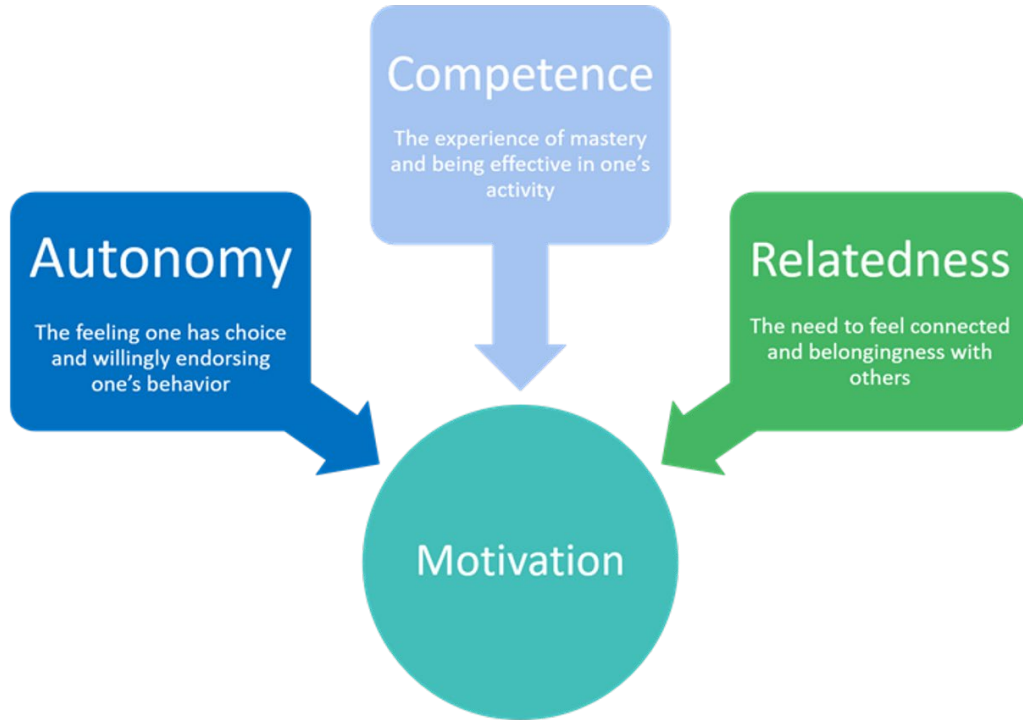 Competence
The experience of mastery
and being effective in one's
activity
Autonomy
The feeling one has choice
and willingly endorsing
one's behavior
Relatedness
The need to feel connected
and belongingness with
others
Motivation